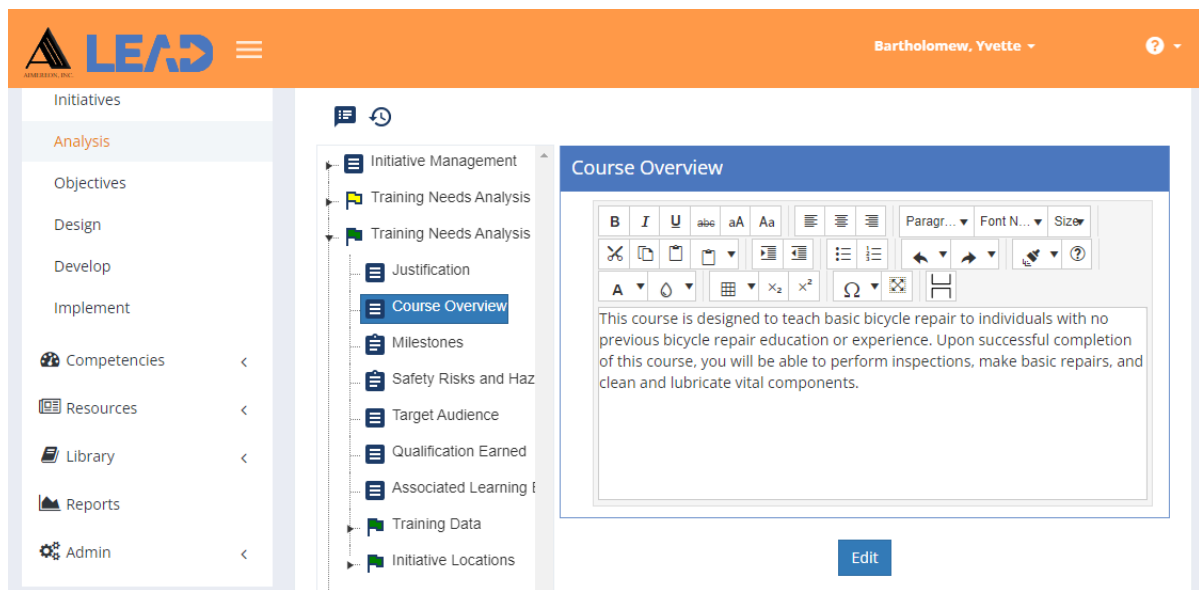 AIMEREON, INC.
LEAD
Bartholomew, Yvette
Initiatives
Analysis
Objectives
Design
Develop
Implement
Competencies
Resources
Library
Reports
Admin
Initiative Management
Training Needs Analysis
Training Needs Analysis
Justification
Course Overview
Milestones
Safety Risks and Haz
Target Audience
Qualification Earned
Associated Learning E
Training Data
Initiative Locations
Course Overview
B I U abc aA Aa Paragr... Font N... Size
A X₂ X² Ω
This course is designed to teach basic bicycle repair to individuals with no
previous bicycle repair education or experience. Upon successful completion
of this course, you will be able to perform inspections, make basic repairs, and
clean and lubricate vital components.
Edit